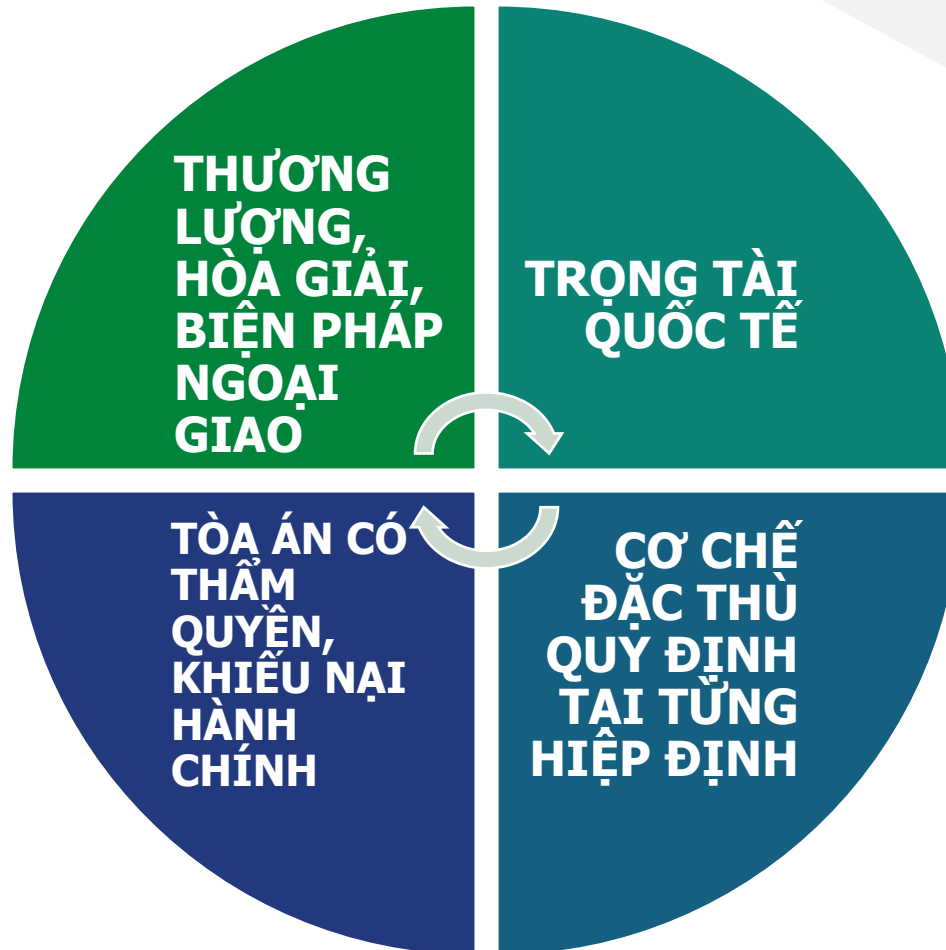 THƯƠNG
LƯỢNG,
HÒA GIẢI,
BIỆN PHÁP
NGOẠI
GIAO
TRỌNG TÀI
QUỐC TẾ
TÒA ÁN CÓ
THẨM
QUYỀN,
KHIẾU NẠI
HÀNH
CHÍNH
CƠ CHẾ
ĐẶC THÙ
QUY ĐỊNH
TẠI TỪNG
HIỆP ĐỊNH